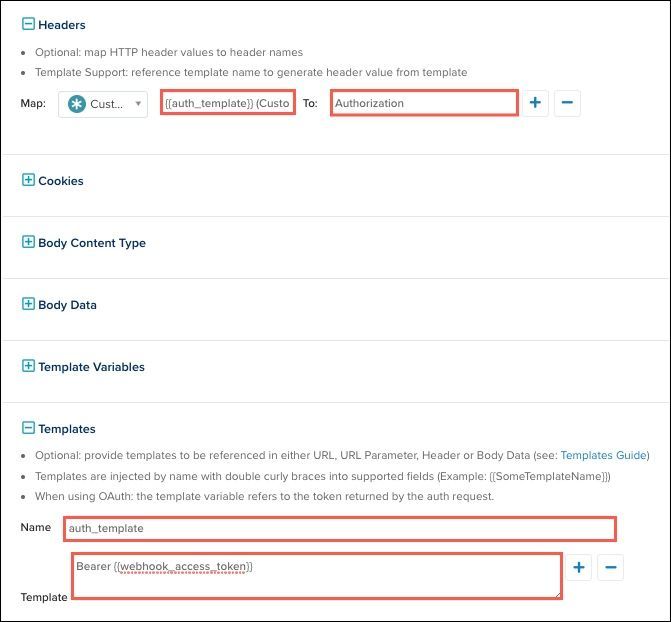 Headers
Optional: map HTTP header values to header names
Template Support: reference template name to generate header value from template
Map: Cust... {{auth_template}} (Custo To: Authorization
Cookies
Body Content Type
Body Data
Template Variables
Templates
Optional: provide templates to be referenced in either URL, URL Parameter, Header or Body Data (see: Templates Guide)
Templates are injected by name with double curly braces into supported fields (Example: {{SomeTemplateName}})
When using OAuth: the template variable refers to the token returned by the auth request.
Name auth_template
Bearer {{webhook_access_token}}
Template